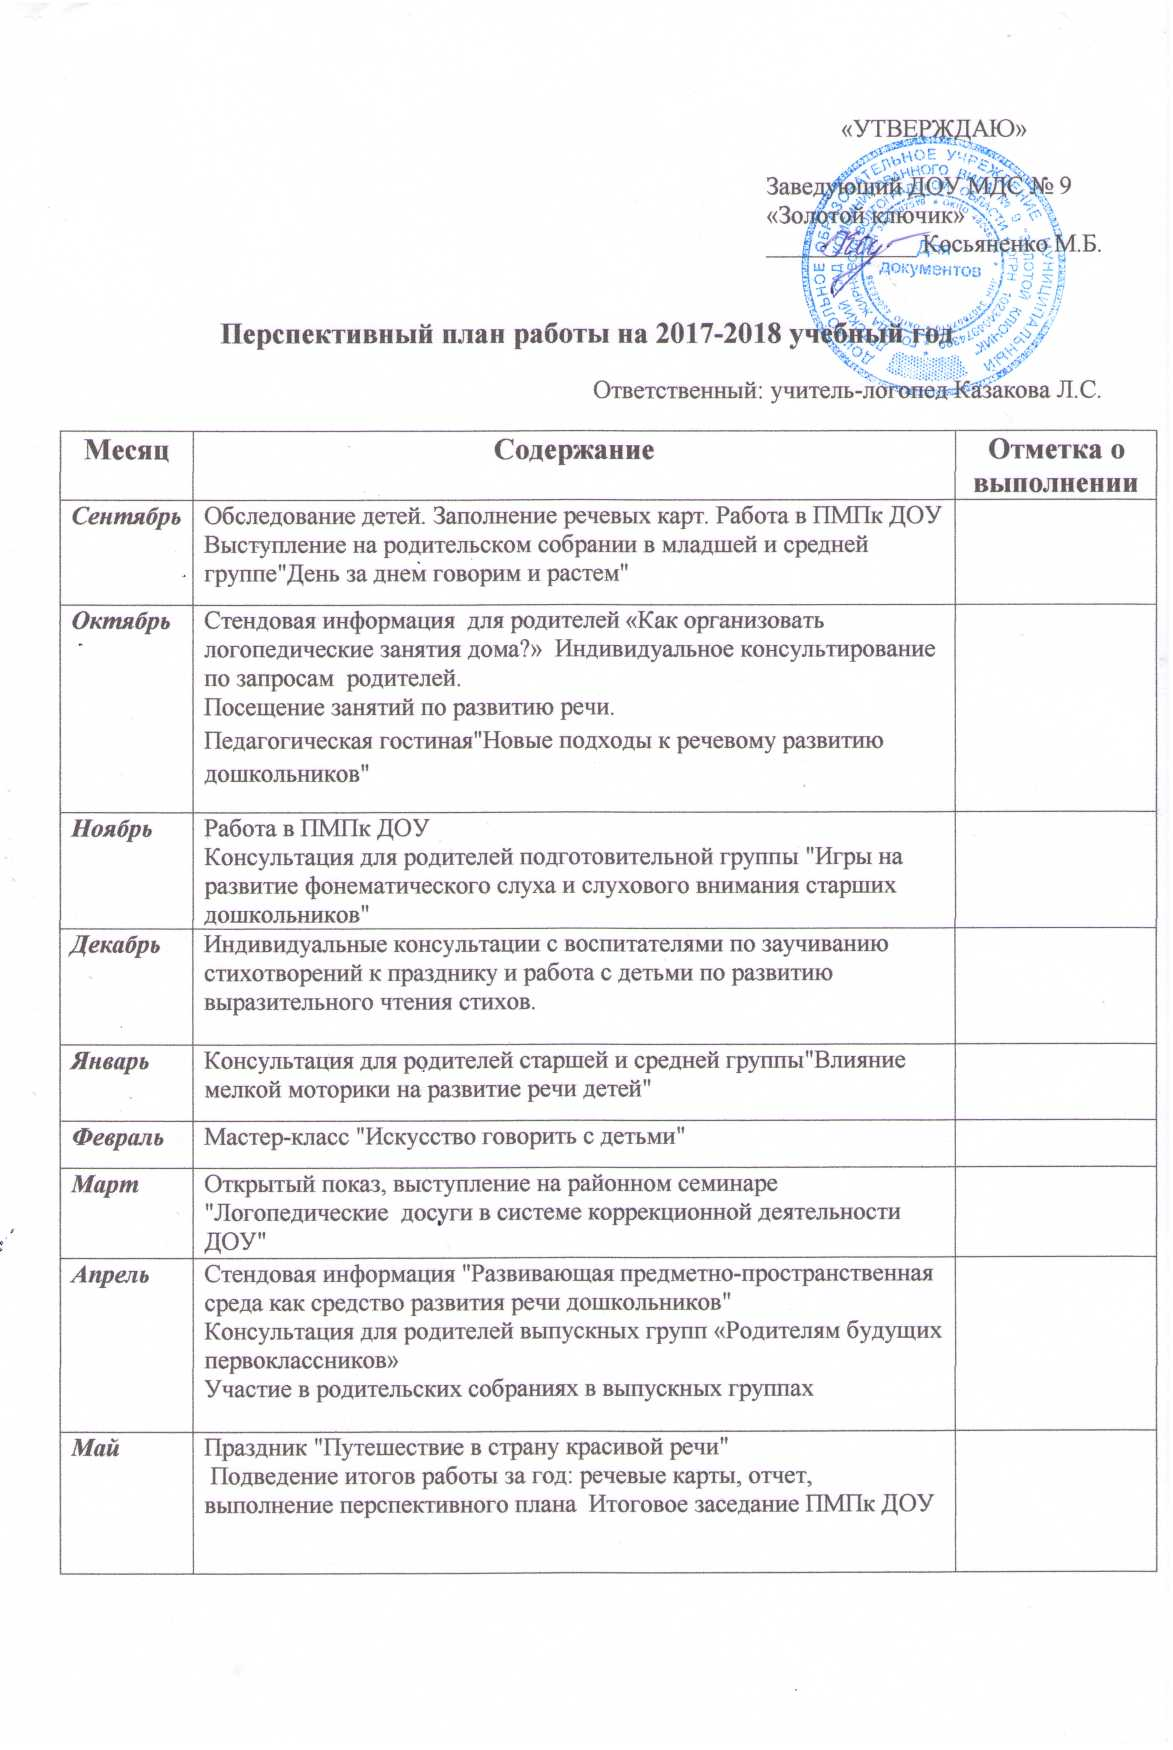 «УТВЕРЖДАЮ»
Заведующий ДОУ МДС № 9
«Золотой ключик»
____________Косьяненко М.Б.
Для
документов
Перспективный план работы на 2017-2018 учебный год
Ответственный: учитель-логопед Казакова Л.С.
Месяц
Содержание
Отметка о
выполнении
Сентябрь
Обследование детей. Заполнение речевых карт. Работа в ПМПк ДОУ
Выступление на родительском собрании в младшей и средней
группе"День за днем говорим и растем"
Октябрь
Стендовая информация для родителей «Как организовать
логопедические занятия дома?» Индивидуальное консультирование
по запросам родителей.
Посещение занятий по развитию речи.
Педагогическая гостиная"Новые подходы к речевому развитию
дошкольников"
Ноябрь
Работа в ПМПк ДОУ
Консультация для родителей подготовительной группы "Игры на
развитие фонематического слуха и слухового внимания старших
дошкольников"
Декабрь
Индивидуальные консультации с воспитателями по заучиванию
стихотворений к празднику и работа с детьми по развитию
выразительного чтения стихов.
Январь
Консультация для родителей старшей и средней группы"Влияние
мелкой моторики на развитие речи детей"
Февраль
Мастер-класс "Искусство говорить с детьми"
Март
Открытый показ, выступление на районном семинаре
"Логопедические досуги в системе коррекционной деятельности
ДОУ"
Апрель
Стендовая информация "Развивающая предметно-пространственная
среда как средство развития речи дошкольников"
Консультация для родителей выпускных групп «Родителям будущих
первоклассников»
Участие в родительских собраниях в выпускных группах
Май
Праздник "Путешествие в страну красивой речи"
Подведение итогов работы за год: речевые карты, отчет,
выполнение перспективного плана Итоговое заседание ПМПк ДОУ